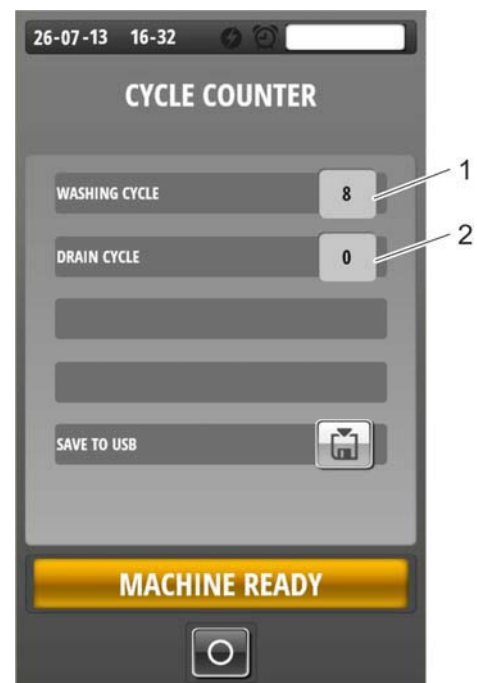 26-07-13 16-32
CYCLE COUNTER
WASHING CYCLE 8 1
DRAIN CYCLE 0 2
SAVE TO USB
MACHINE READY